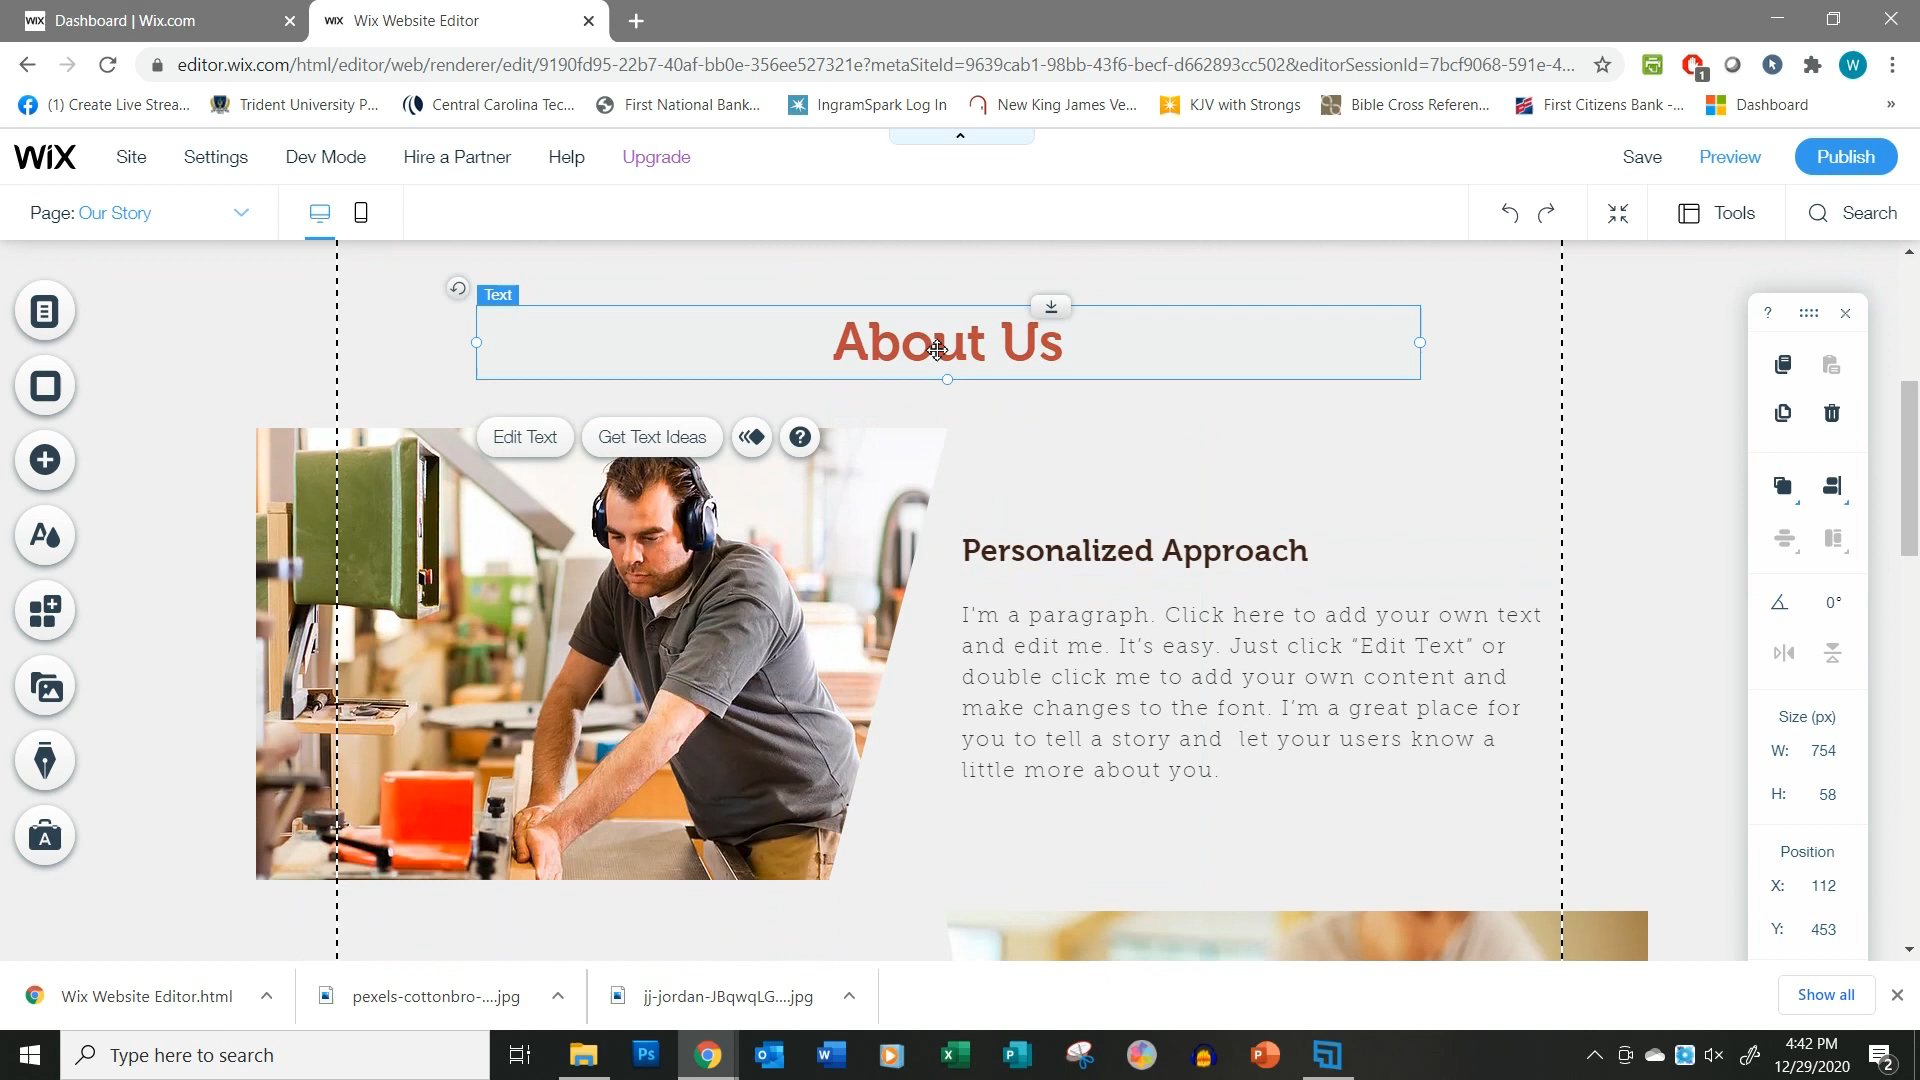 WIX Dashboard | Wix.com
WIX Wix Website Editor
editor.wix.com/html/editor/web/renderer/edit/9190fd95-22b7-40af-bb0e-356ee527321e?metaSiteId=9639cab1-98bb-43f6-becf-d662893cc502&editorSessionId=7bcf9068-591e-4...
1
W
(1) Create Live Strea...
Trident University P...
Central Carolina Tec...
First National Bank...
IngramSpark Log In
New King James Ve...
KJV with Strongs
Bible Cross Referen...
First Citizens Bank -...
Dashboard
»
WiX Site Settings Dev Mode Hire a Partner Help Upgrade Save Preview Publish
Page: Our Story
Tools
Search
Text
About Us
?
Edit Text
Get Text Ideas
?
Personalized Approach
I'm a paragraph. Click here to add your own text
and edit me. It's easy. Just click “Edit Text” or
double click me to add your own content and
make changes to the font. I'm a great place for
you to tell a story and let your users know a
little more about you.
0°
Size (px)
W: 754
H: 58
Position
X: 112
Y: 453
A
A
Wix Website Editor.html
pexels-cottonbro-....jpg
jj-jordan-JBqwqLG....jpg
Show all
Type here to search
Ps
4:42 PM
12/29/2020
2